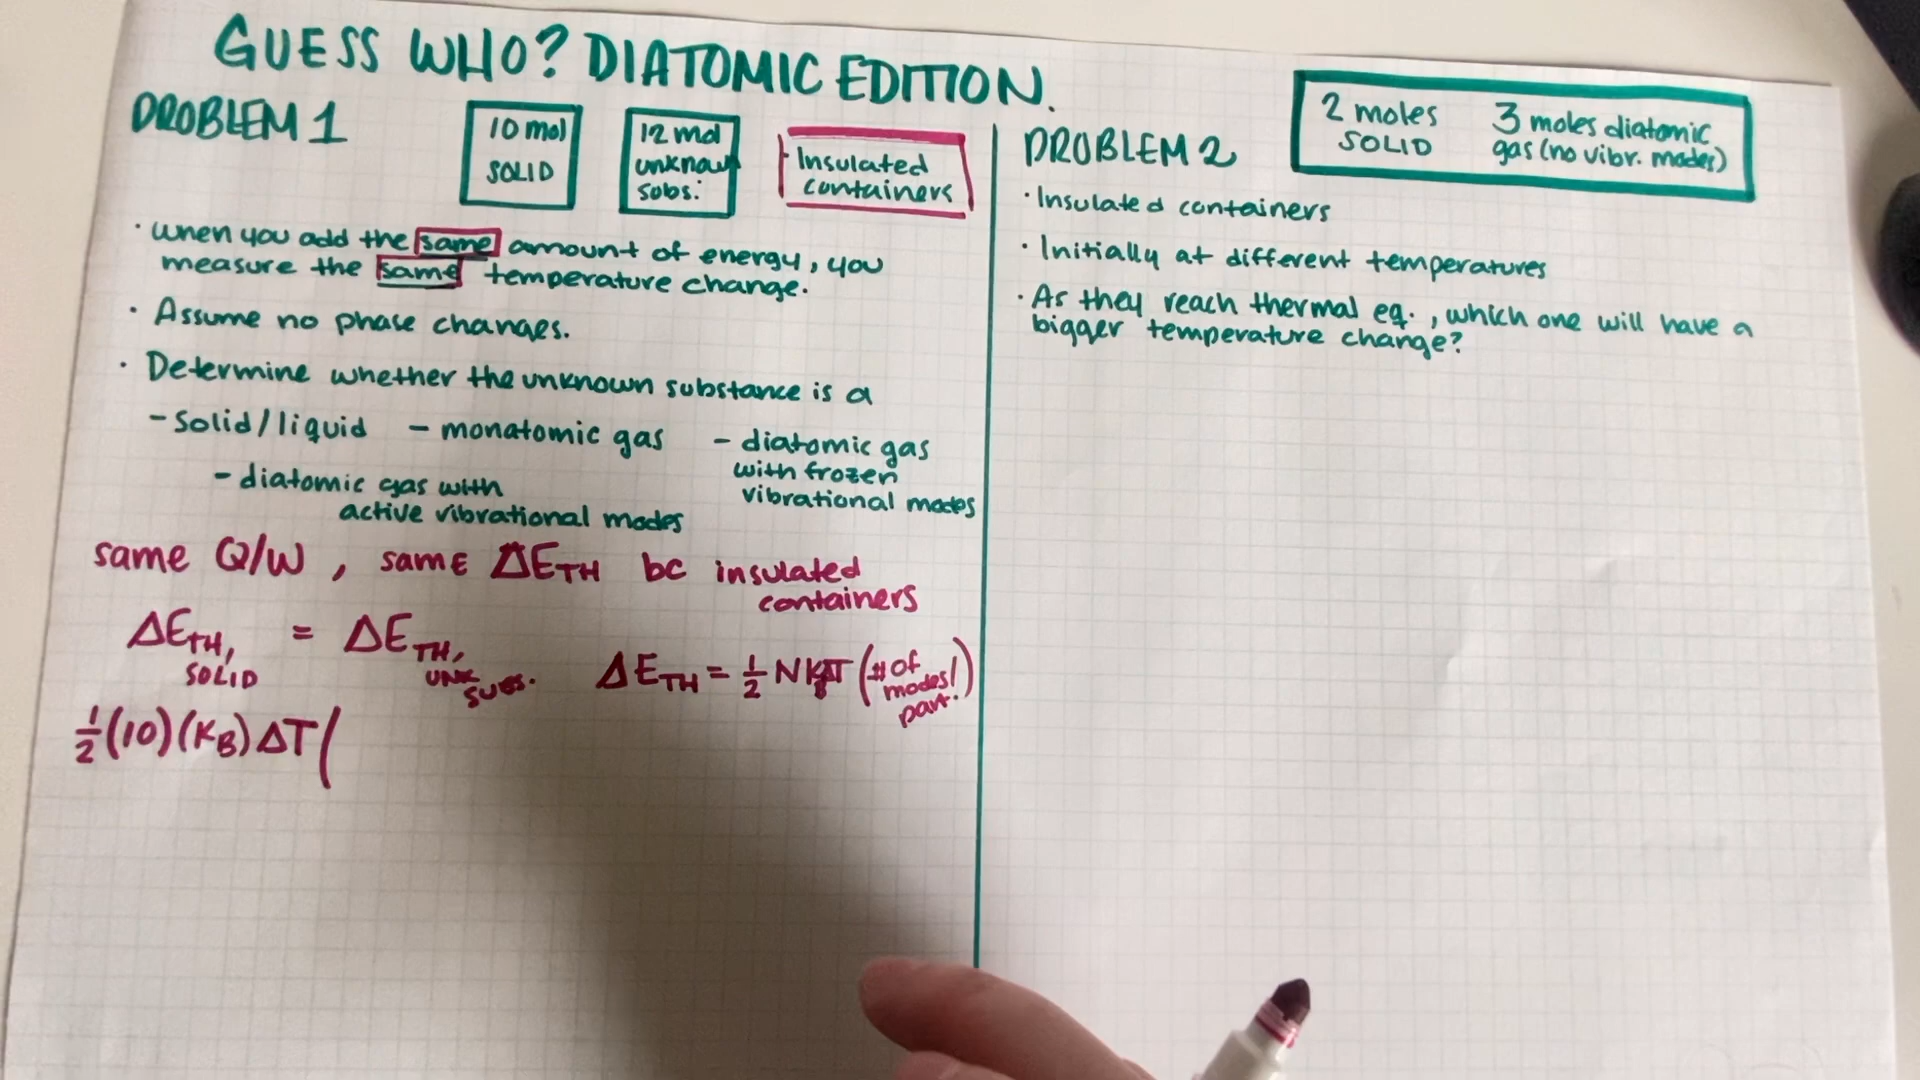 GUESS WHO? DIATOMIC EDITION.
PROBLEM 1
10 mol
SOLID
12 mol
unknown
subs.
Insulated
containers
· When you add the same amount of energy, you
measure the same temperature change.
· Assume no phase changes.
· Determine whether the unknown substance is a
- solid/liquid - monatomic gas - diatomic gas
with frozen
vibrational modes
- diatomic gas with
active vibrational modes
same Q/W, same ΔETH bc insulated
containers
ΔETH, SOLID = ΔETH, UNK SUBS.
ΔETH = 1/2 NKBT (# of modes/part.)
1/2 (10)(KB) ΔT (
PROBLEM 2
2 moles
SOLID
3 moles diatomic
gas (no vibr. modes)
· Insulated containers
· Initially at different temperatures
· As they reach thermal eq., which one will have a
bigger temperature change?